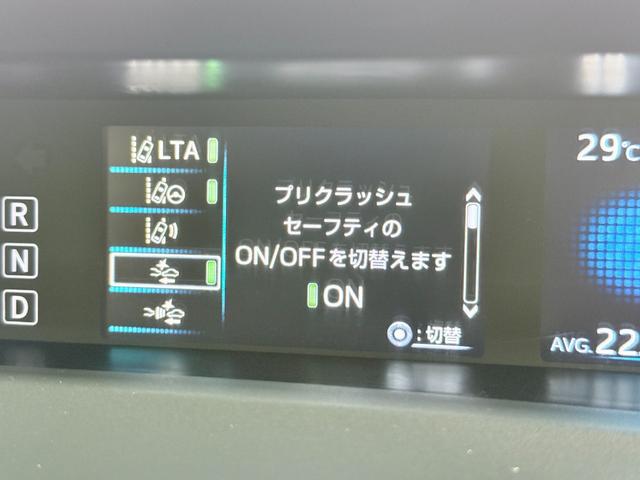 LTA
R
N
D
プリクラッシュ
セーフティの
ON/OFFを切替えます
ON
:切替
29℃
AVG.22